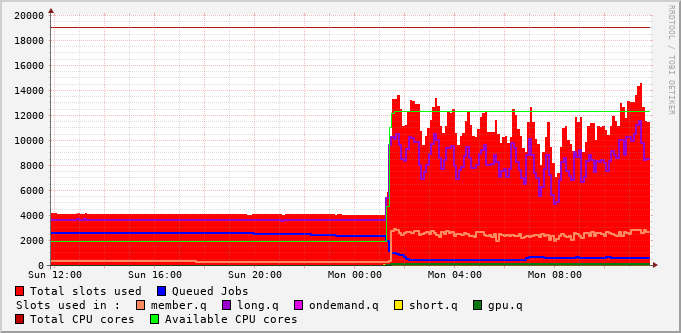 20000
18000
16000
14000
12000
10000
8000
6000
4000
2000
0
Sun 12:00 Sun 16:00 Sun 20:00 Mon 00:00 Mon 04:00 Mon 08:00
Total slots used Queued Jobs
Slots used in : member.q long.q ondemand.q short.q gpu.q
Total CPU cores Available CPU cores
RRDTOOL / TOBI OETIKER